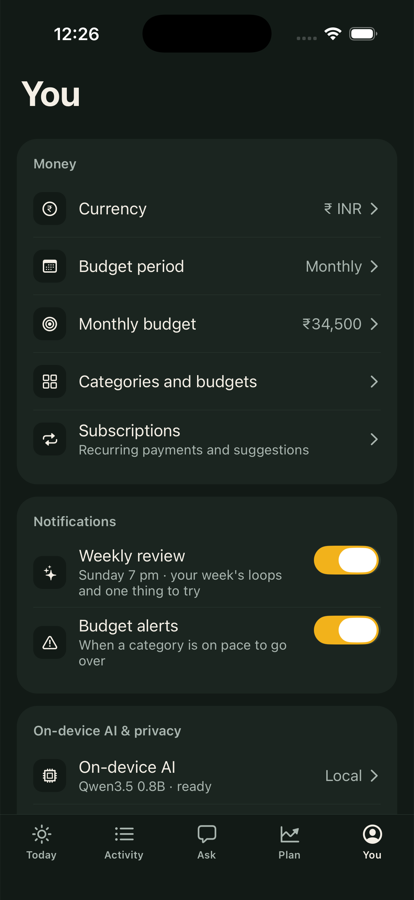 12:26
You
Money
Currency
₹ INR
Budget period
Monthly
Monthly budget
₹34,500
Categories and budgets
Subscriptions
Recurring payments and suggestions
Notifications
Weekly review
Sunday 7 pm · your week's loops
and one thing to try
Budget alerts
When a category is on pace to go
over
On-device AI & privacy
On-device AI
Qwen3.5 0.8B · ready
Local
Today
Activity
Ask
Plan
You